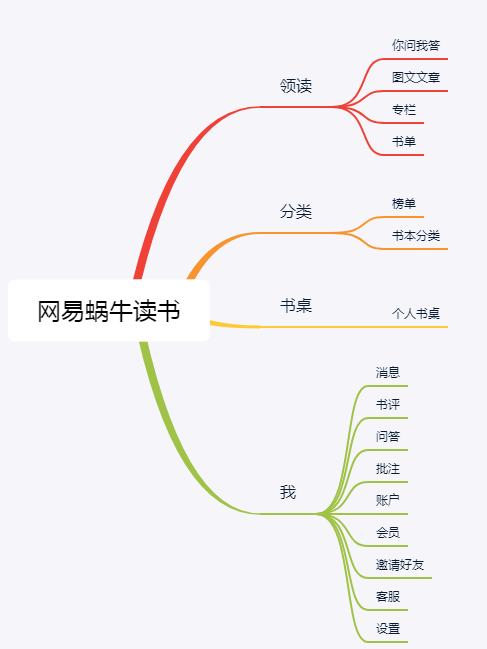 网易蜗牛读书
领读
你问我答
图文文章
专栏
书单
分类
榜单
书本分类
书桌
个人书桌
我
消息
书评
问答
批注
账户
会员
邀请好友
客服
设置